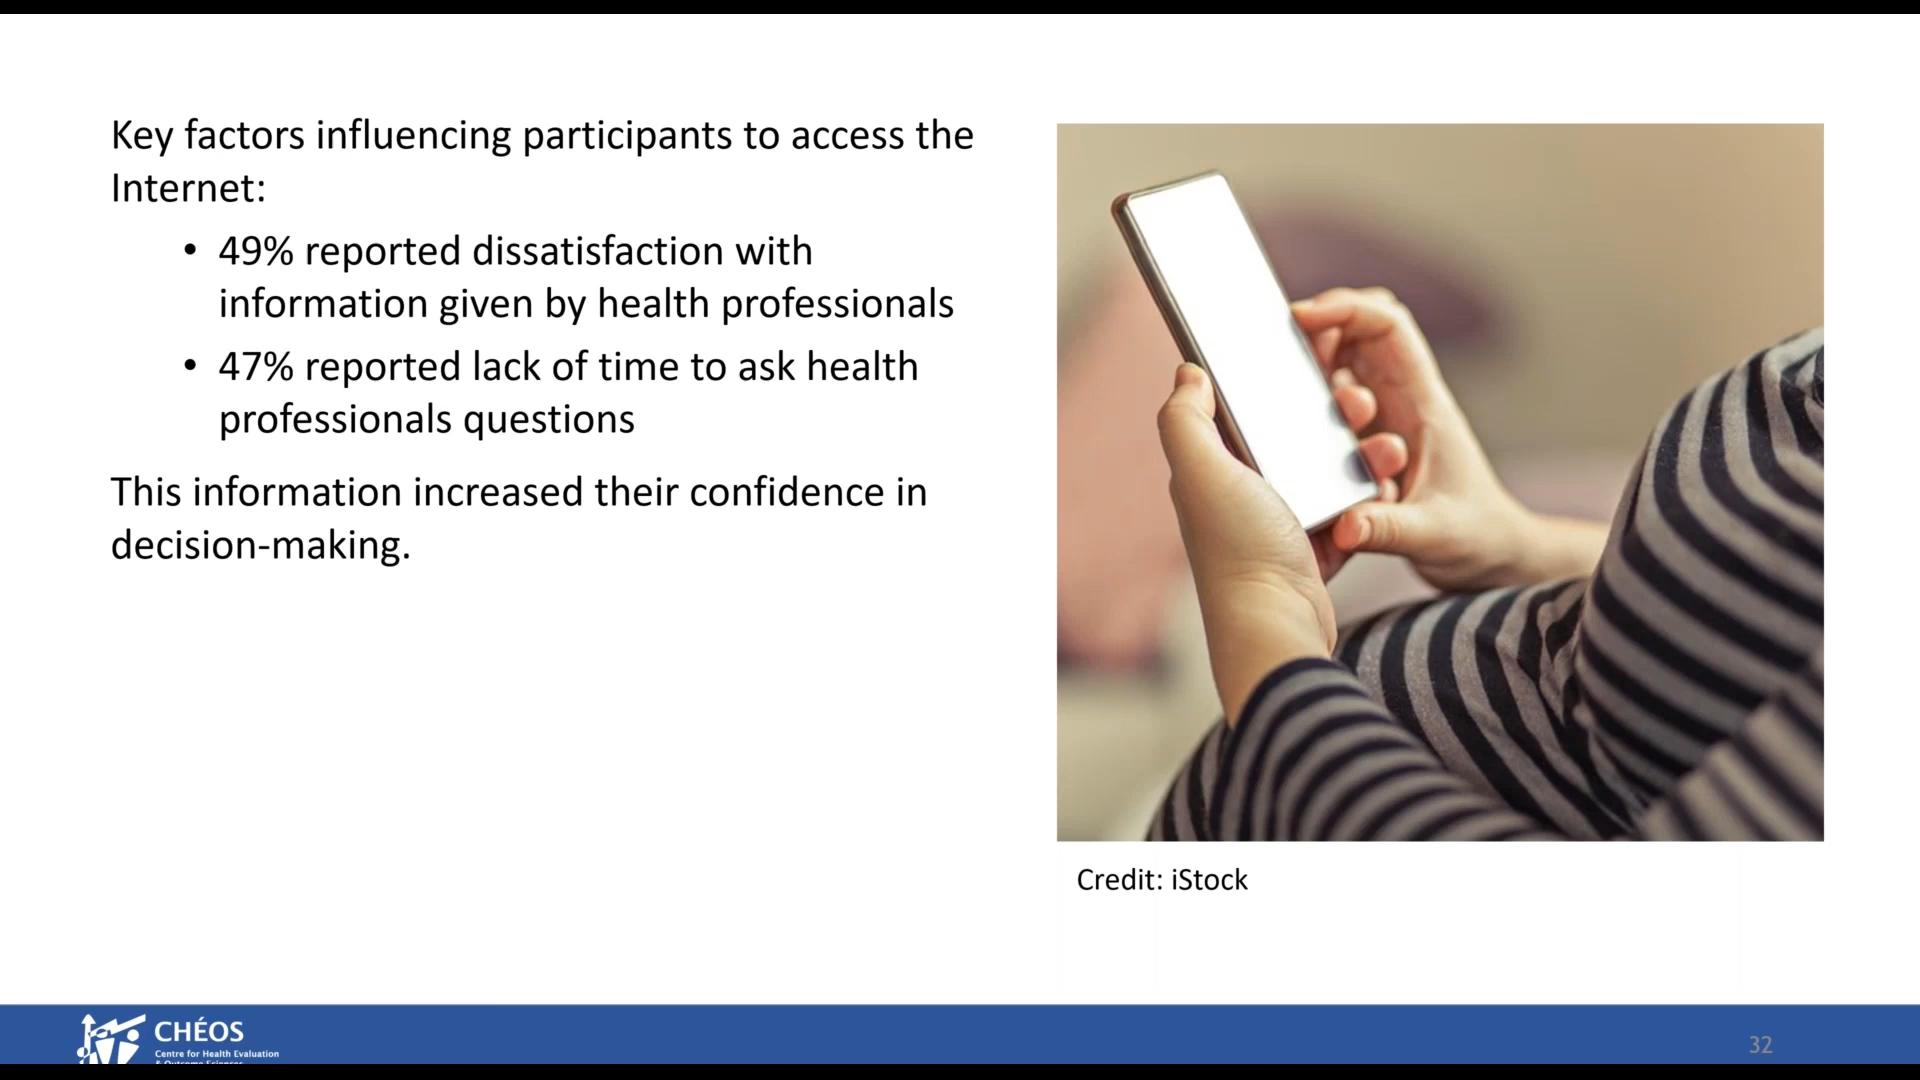 Key factors influencing participants to access the
Internet:
• 49% reported dissatisfaction with
information given by health professionals
• 47% reported lack of time to ask health
professionals questions
This information increased their confidence in
decision-making.
Credit: iStock
CHÉOS
Centre for Health Evaluation
& Outcome Sciences
32